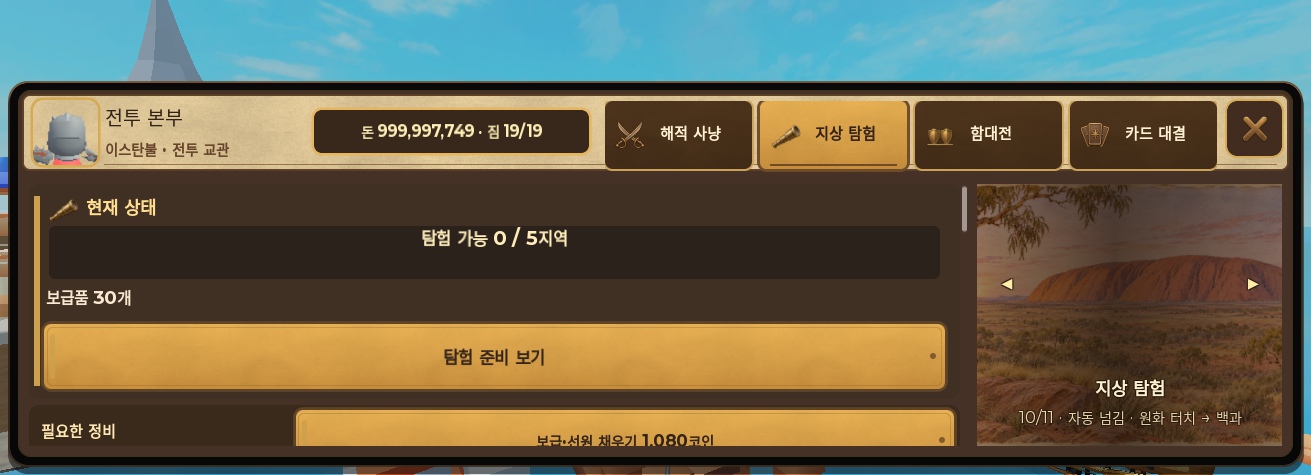 전투 본부
이스탄불 · 전투 교관
돈 999,997,749 · 짐 19/19
해적 사냥
지상 탐험
함대전
카드 대결
현재 상태
탐험 가능 0 / 5지역
보급품 30개
탐험 준비 보기
필요한 정비
보급·선원 채우기 1,080코인
지상 탐험
10/11 · 자동 넘김 · 원화 터치 → 백과